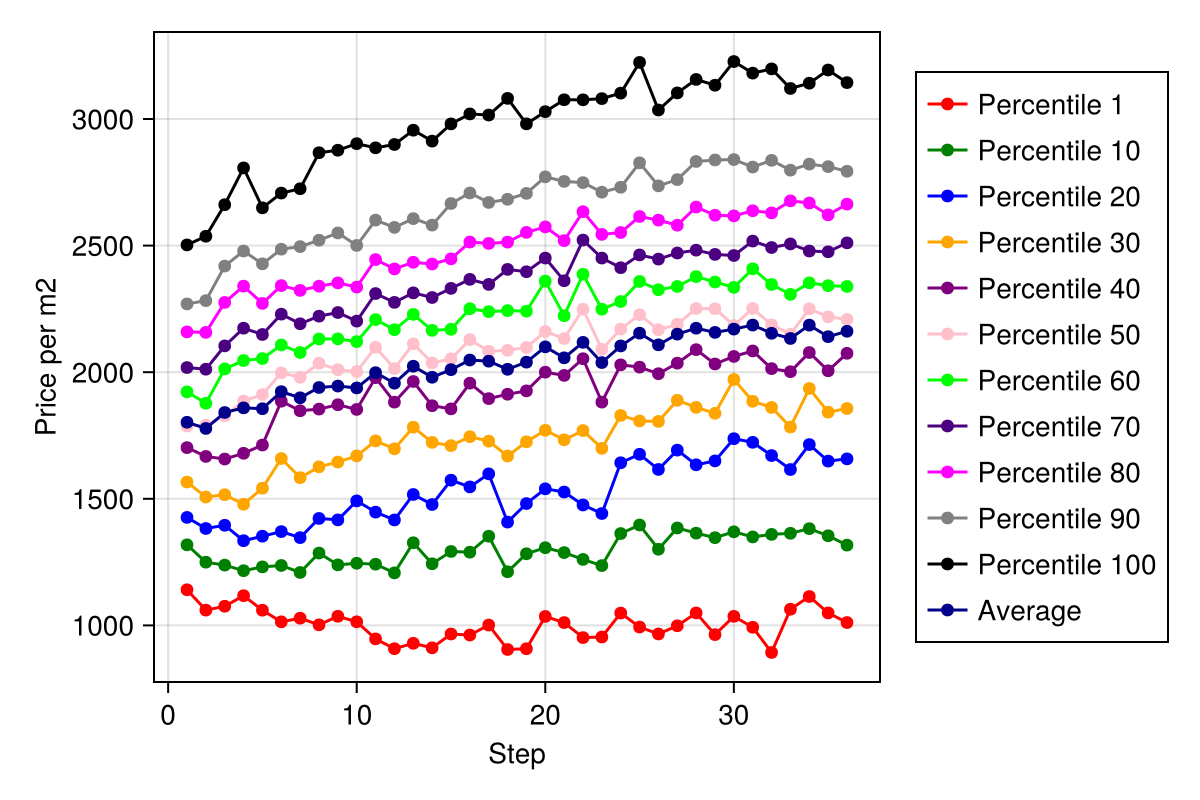 3000
2500
2000
1500
1000
Price per m2
0 10 20 30
Step
Percentile 1
Percentile 10
Percentile 20
Percentile 30
Percentile 40
Percentile 50
Percentile 60
Percentile 70
Percentile 80
Percentile 90
Percentile 100
Average